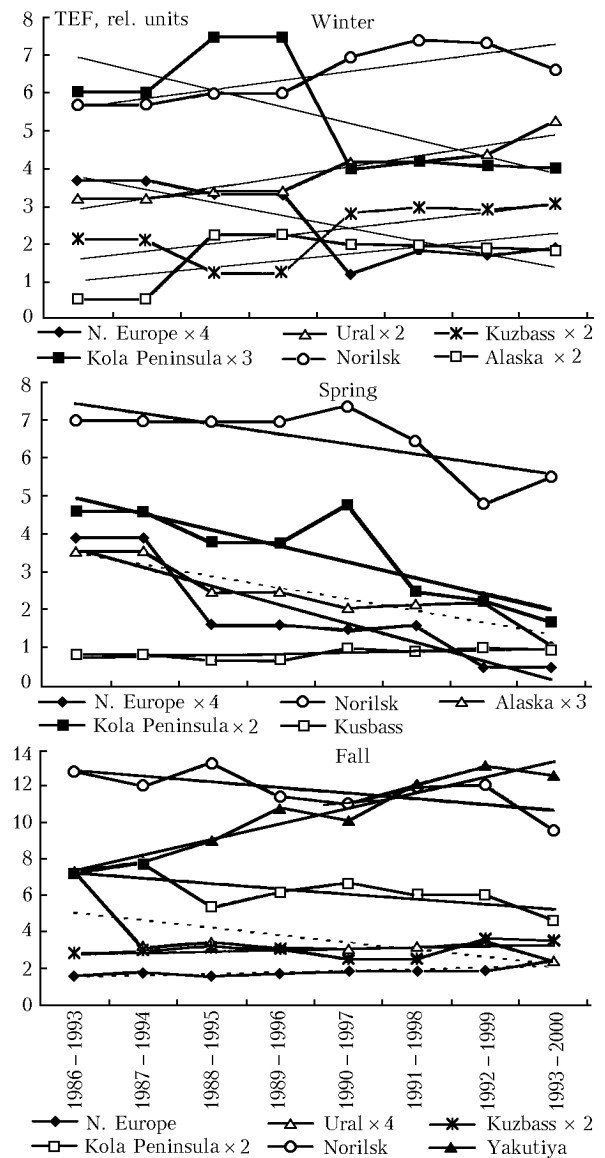 8 TEF, rel. units Winter
7
6
5
4
3
2
1
0
N. Europe × 4 Ural × 2 Kuzbass × 2
Kola Peninsula × 3 Norilsk Alaska × 2
8 Spring
7
6
5
4
3
2
1
0
N. Europe × 4 Norilsk Alaska × 3
Kola Peninsula × 2 Kusbass
14 Fall
12
10
8
6
4
2
0
1986 – 1993
1987 – 1994
1988 – 1995
1989 – 1996
1990 – 1997
1991 – 1998
1992 – 1999
1993 – 2000
N. Europe Ural × 4 Kuzbass × 2
Kola Peninsula × 2 Norilsk Yakutiya